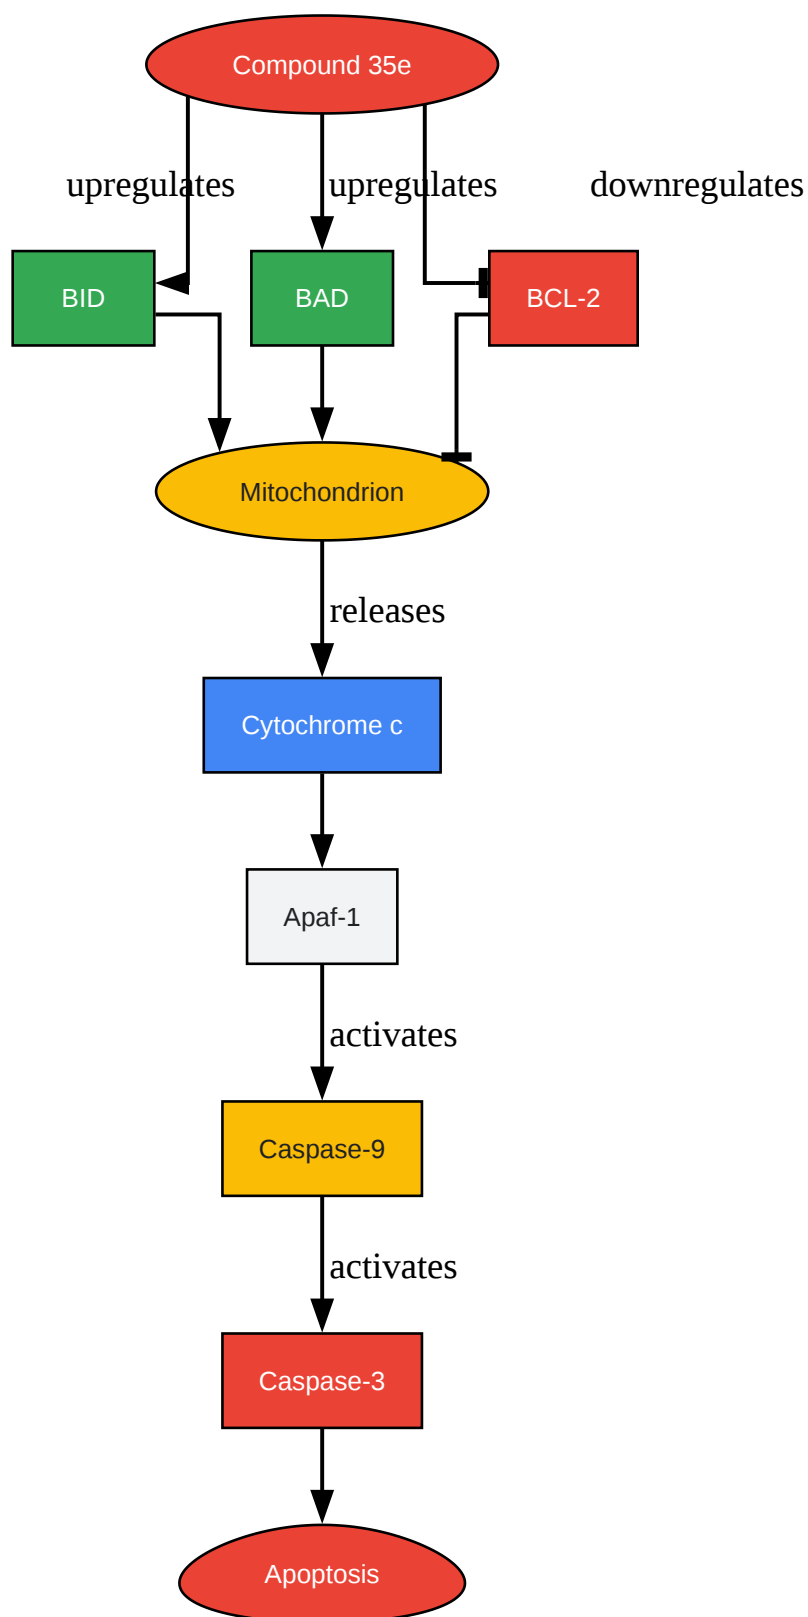 Compound 35e
upregulates
upregulates
downregulates
BID
BAD
BCL-2
Mitochondrion
releases
Cytochrome c
Apaf-1
activates
Caspase-9
activates
Caspase-3
Apoptosis